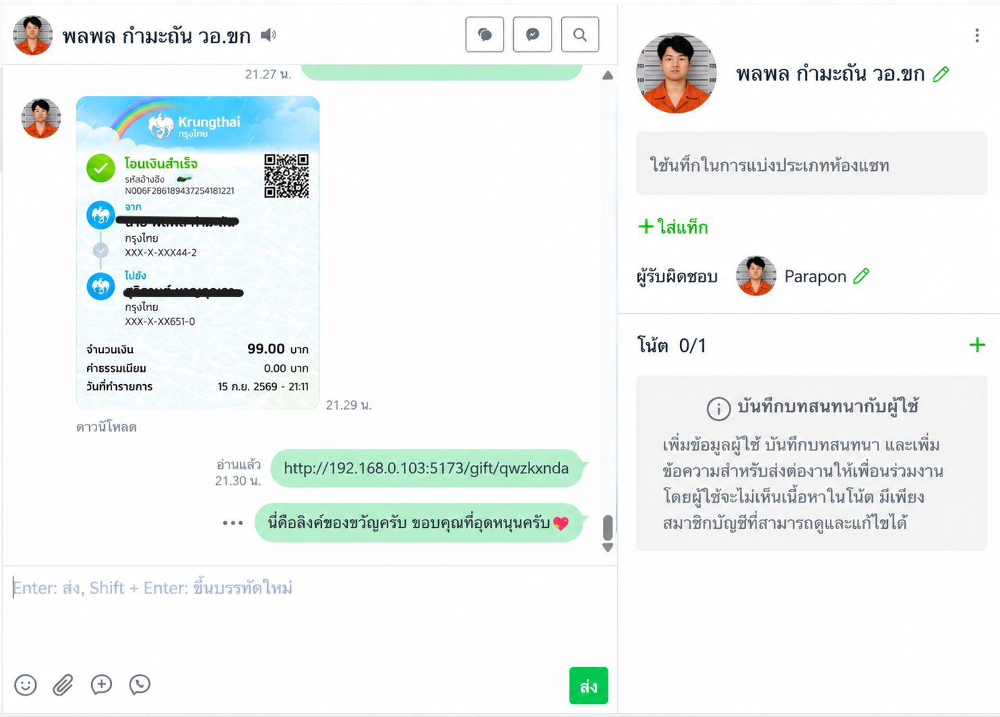 พลพล กำมะถัน วอ.ขก
21.27 น.
Krungthai
กรุงไทย
โอนเงินสำเร็จ
รหัสอ้างอิง
N006F286189437254181221
จาก
กรุงไทย
XXX-X-XXX44-2
ไปยัง
กรุงไทย
XXX-X-XX651-0
จำนวนเงิน 99.00 บาท
ค่าธรรมเนียม 0.00 บาท
วันที่ทำรายการ 15 ก.ย. 2569 - 21:11
21.29 น.
ดาวน์โหลด
อ่านแล้ว
21.30 น.
http://192.168.0.103:5173/gift/qwzkxnda
นี่คือลิงค์ของขวัญครับ ขอบคุณที่อุดหนุนครับ💖
Enter: ส่ง, Shift + Enter: ขึ้นบรรทัดใหม่
ส่ง
พลพล กำมะถัน วอ.ขก
ใช้นท็กในการแบ่งประเภทห้องแชท
+ ใส่แท็ก
ผู้รับผิดชอบ Parapon
โน้ต 0/1
บันทึกบทสนทนากับผู้ใช้
เพิ่มข้อมูลผู้ใช้ บันทึกบทสนทนา และเพิ่ม
ข้อความสำหรับส่งต่องานให้เพื่อนร่วมงาน
โดยผู้ใช้จะไม่เห็นเนื้อหาในโน้ต มีเพียง
สมาชิกบัญชีที่สามารถดูและแก้ไขได้